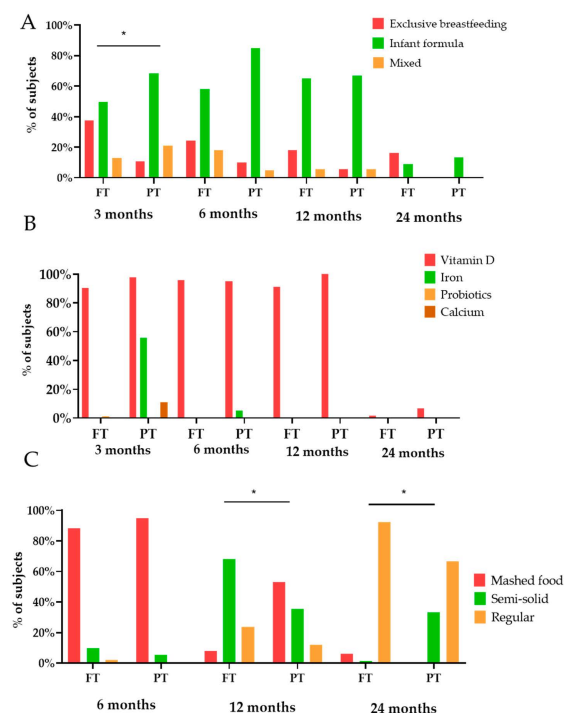 A
100%
80%
60%
40%
20%
0%
% of subjects
*
Exclusive breastfeeding
Infant formula
Mixed
FT PT FT PT FT PT FT PT
3 months 6 months 12 months 24 months
B
100%
80%
60%
40%
20%
0%
% of subjects
Vitamin D
Iron
Probiotics
Calcium
FT PT FT PT FT PT FT PT
3 months 6 months 12 months 24 months
C
100%
80%
60%
40%
20%
0%
% of subjects
* *
Mashed food
Semi-solid
Regular
FT PT FT PT FT PT
6 months 12 months 24 months